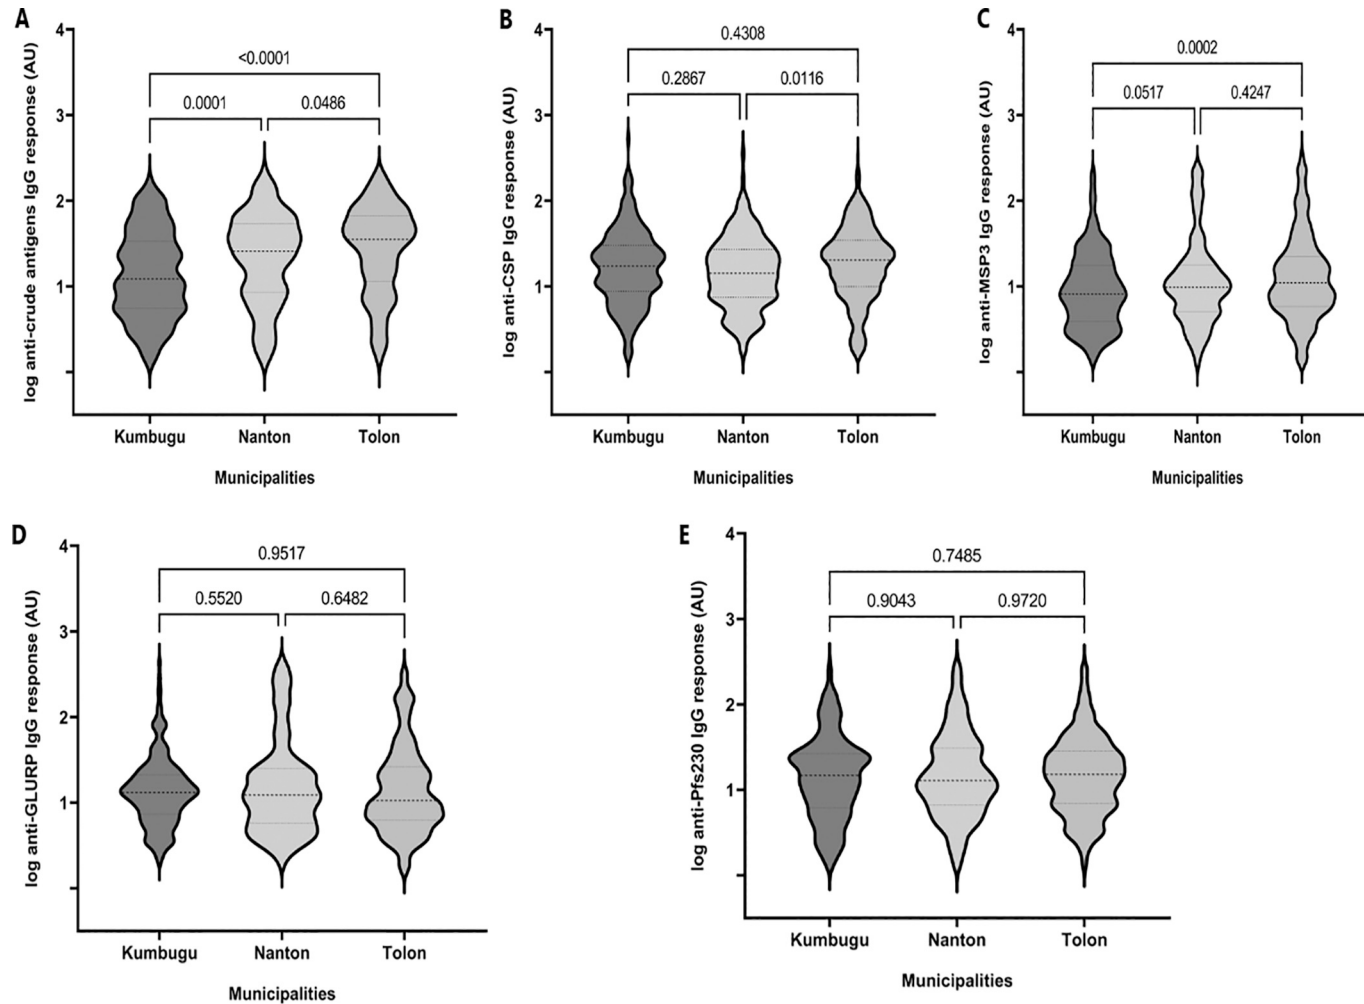 A
log anti-crude antigens IgG response (AU)
4
3
2
1
<0.0001
0.0001
0.0486
Kumbugu
Nanton
Tolon
Municipalities
B
log anti-CSP IgG response (AU)
4
3
2
1
0.4308
0.2867
0.0116
Kumbugu
Nanton
Tolon
Municipalities
C
log anti-MSP3 IgG response (AU)
4
3
2
1
0.0002
0.0517
0.4247
Kumbugu
Nanton
Tolon
Municipalities
D
log anti-GLURP IgG response (AU)
4
3
2
1
0.9517
0.5520
0.6482
Kumbugu
Nanton
Tolon
Municipalities
E
log anti-Pfs230 IgG response (AU)
4
3
2
1
0.7485
0.9043
0.9720
Kumbugu
Nanton
Tolon
Municipalities